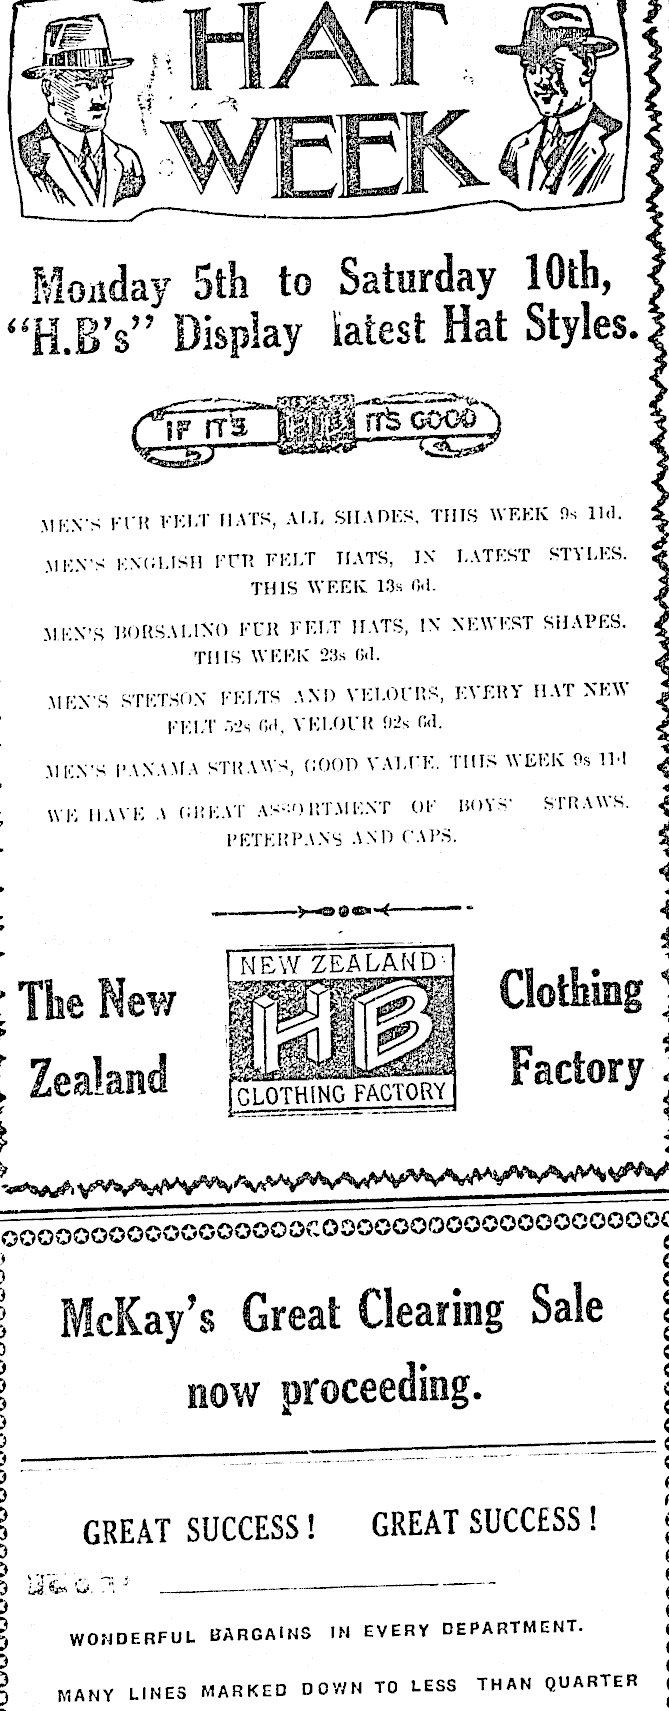 HAT
WEEK
Monday 5th to Saturday 10th,
"H.B's" Display latest Hat Styles.
IF IT'S HB IT'S GOOD
MEN'S FUR FELT HATS, ALL SHADES, THIS WEEK 9s 11d.
MEN'S ENGLISH FUR FELT HATS, IN LATEST STYLES.
THIS WEEK 13s 6d.
MEN'S BORSALINO FUR FELT HATS, IN NEWEST SHAPES.
THIS WEEK 23s 6d.
MEN'S STETSON FELTS AND VELOURS, EVERY HAT NEW
FELT 52s 6d, VELOUR 92s 6d.
MEN'S PANAMA STRAWS, GOOD VALUE. THIS WEEK 9s 11d
WE HAVE A GREAT ASSORTMENT OF BOYS' STRAWS.
PETERPANS AND CAPS.
The New Zealand
NEW ZEALAND
HB
CLOTHING FACTORY
Clothing Factory
McKay's Great Clearing Sale
now proceeding.
GREAT SUCCESS! GREAT SUCCESS!
WONDERFUL BARGAINS IN EVERY DEPARTMENT.
MANY LINES MARKED DOWN TO LESS THAN QUARTER